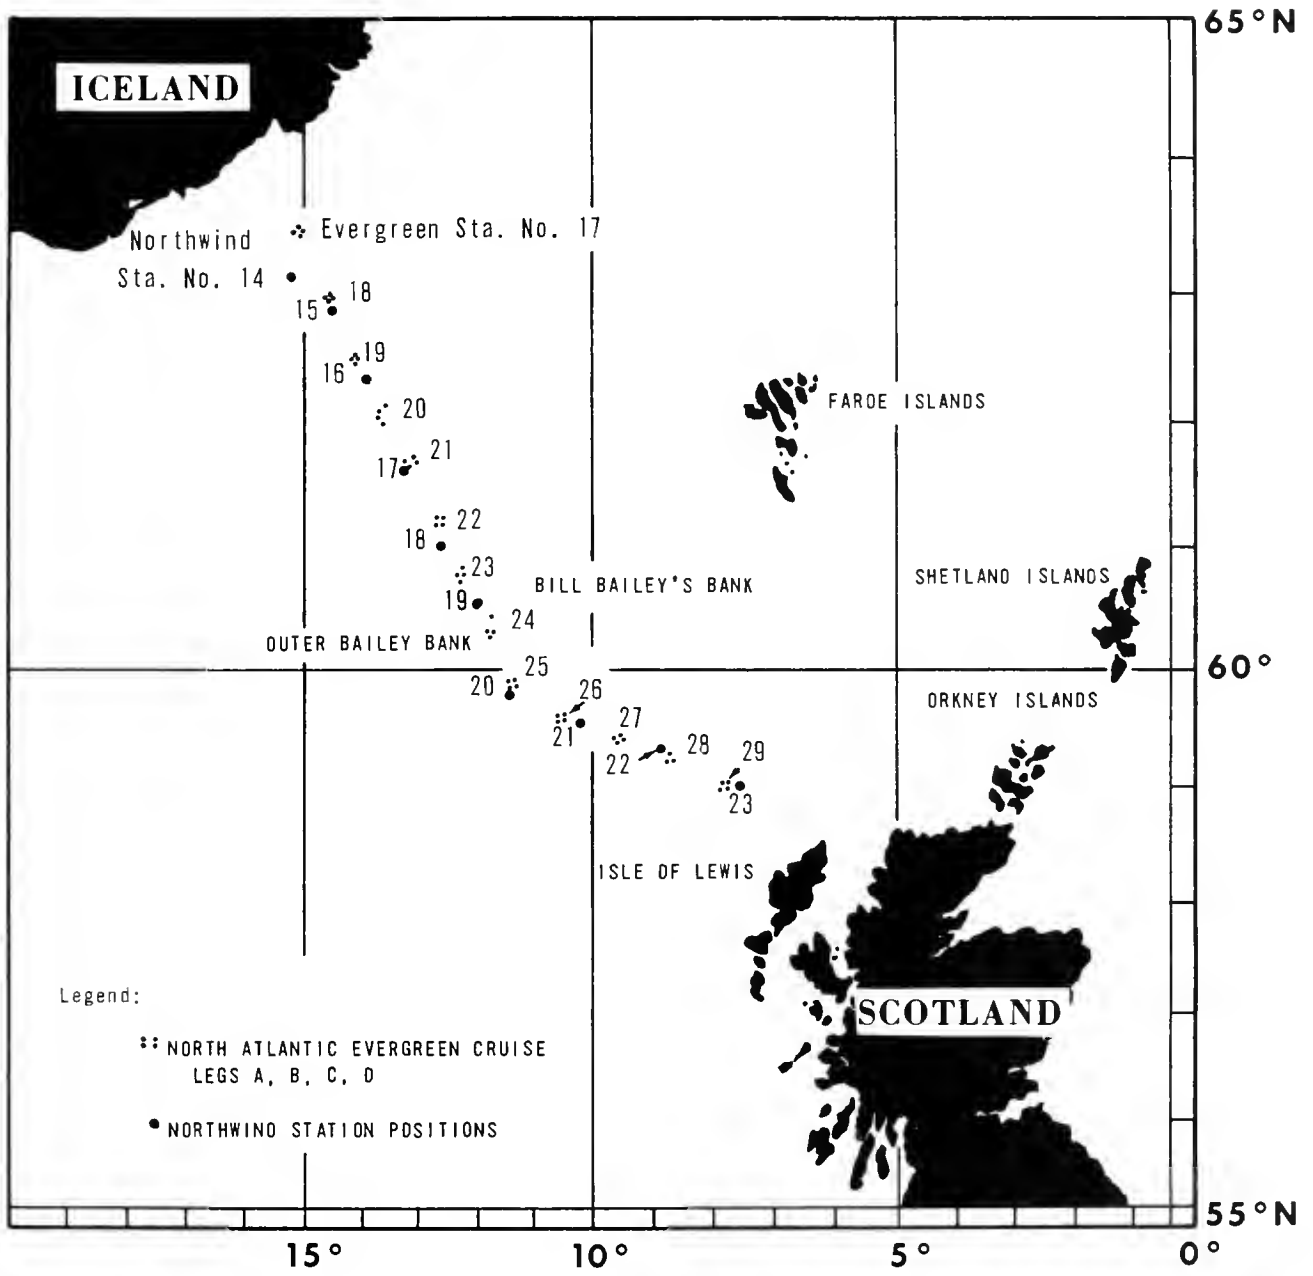 65°N
ICELAND
Evergreen Sta. No. 17
Northwind
Sta. No. 14
18
15
19
16
20
FAROE ISLANDS
21
17
22
18
23
SHETLAND ISLANDS
BILL BAILEY'S BANK
19
24
OUTER BAILEY BANK
25
60°
20
26
ORKNEY ISLANDS
27
21
28
29
22
23
ISLE OF LEWIS
Legend:
SCOTLAND
NORTH ATLANTIC EVERGREEN CRUISE
LEGS A, B, C, D
NORTHWIND STATION POSITIONS
55°N
15° 10° 5° 0°